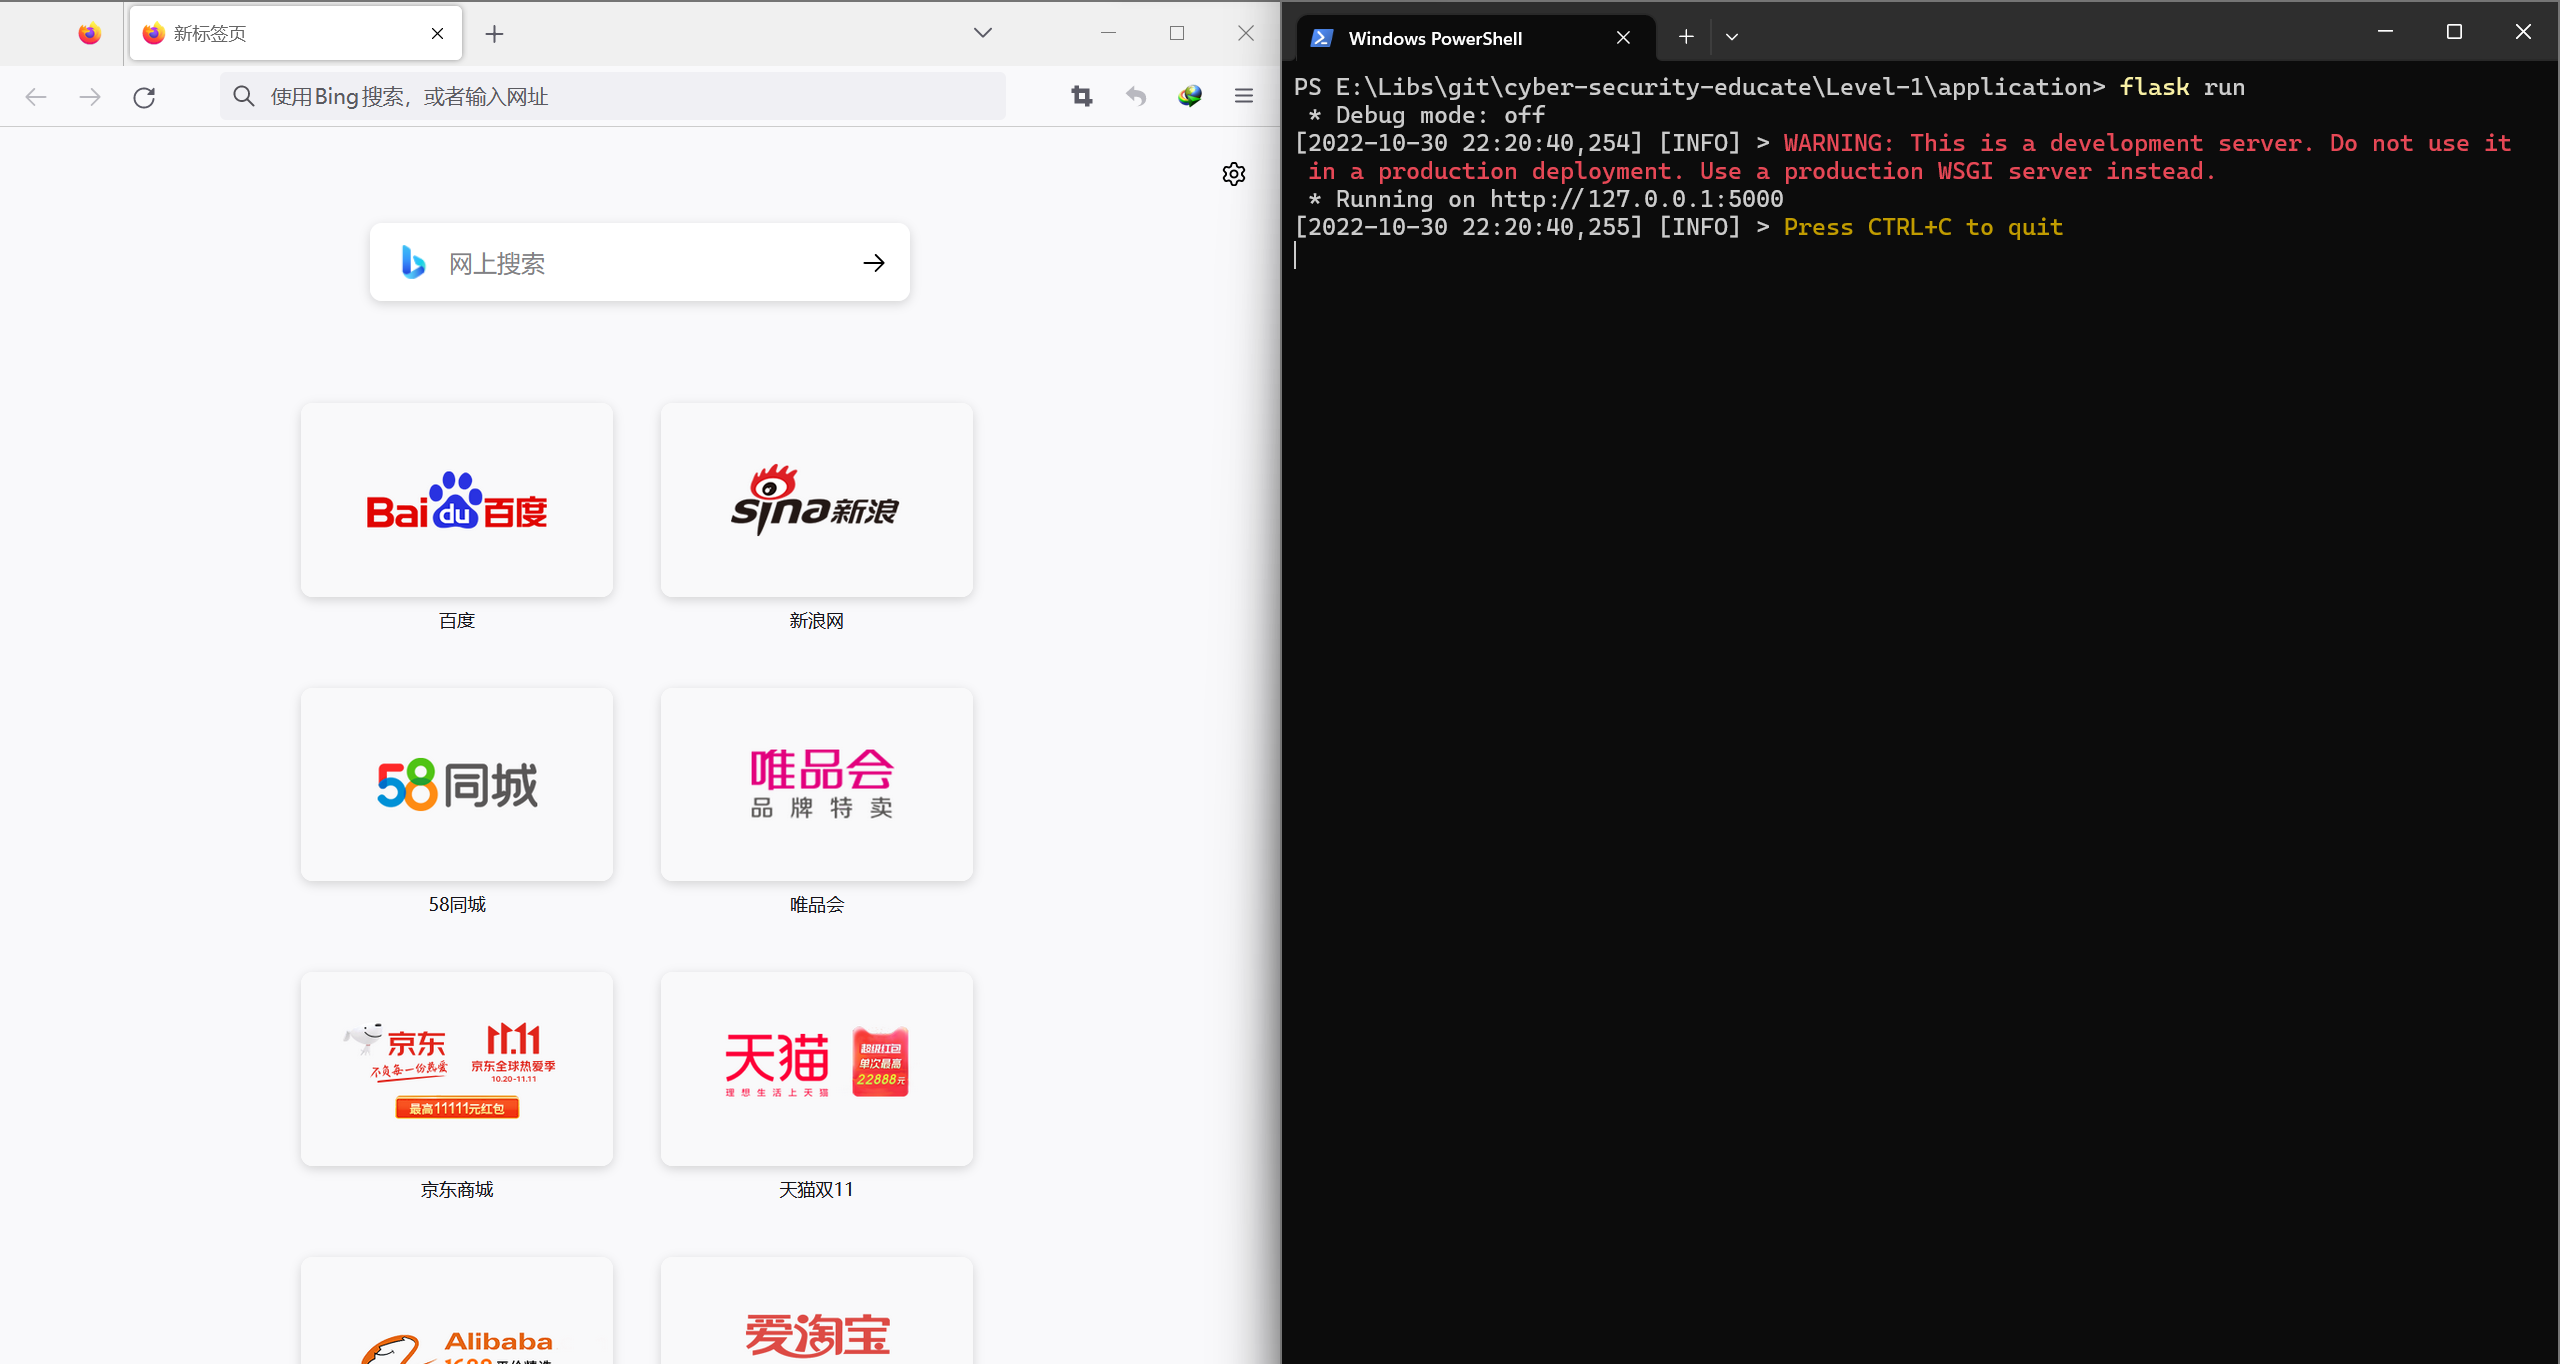 新标签页
使用Bing搜索，或者输入网址
网上搜索
Baidu百度
sina新浪
百度
新浪网
58同城
唯品会
品牌特卖
58同城
唯品会
京东
不负每一份热爱
11.11
京东全球热爱季
10.20-11.11
最高11111元红包
天猫
理想生活上天猫
超级红包
单次最高
22888元
京东商城
天猫双11
Alibaba
爱淘宝
Windows PowerShell
PS E:\Libs\git\cyber-security-educate\Level-1\application> flask run
* Debug mode: off
[2022-10-30 22:20:40,254] [INFO] > WARNING: This is a development server. Do not use it
in a production deployment. Use a production WSGI server instead.
* Running on http://127.0.0.1:5000
[2022-10-30 22:20:40,255] [INFO] > Press CTRL+C to quit